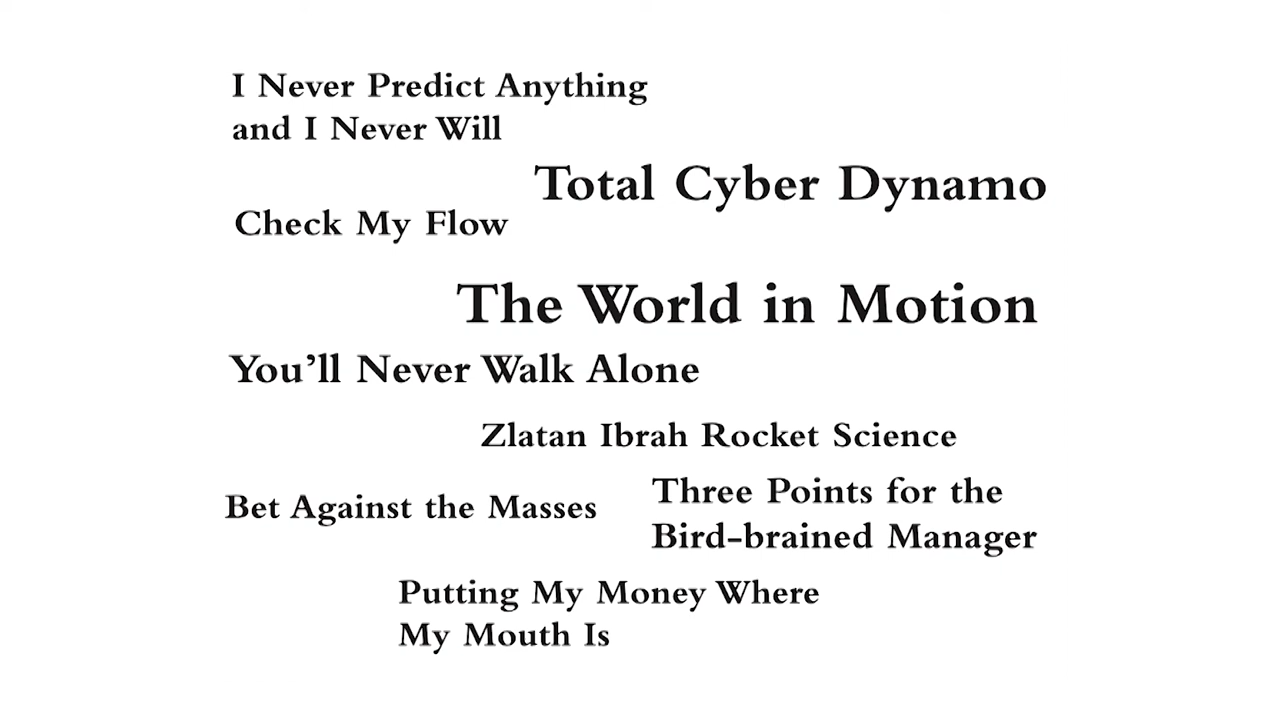 I Never Predict Anything
and I Never Will
Total Cyber Dynamo
Check My Flow
The World in Motion
You'll Never Walk Alone
Zlatan Ibrah Rocket Science
Bet Against the Masses
Three Points for the
Bird-brained Manager
Putting My Money Where
My Mouth Is